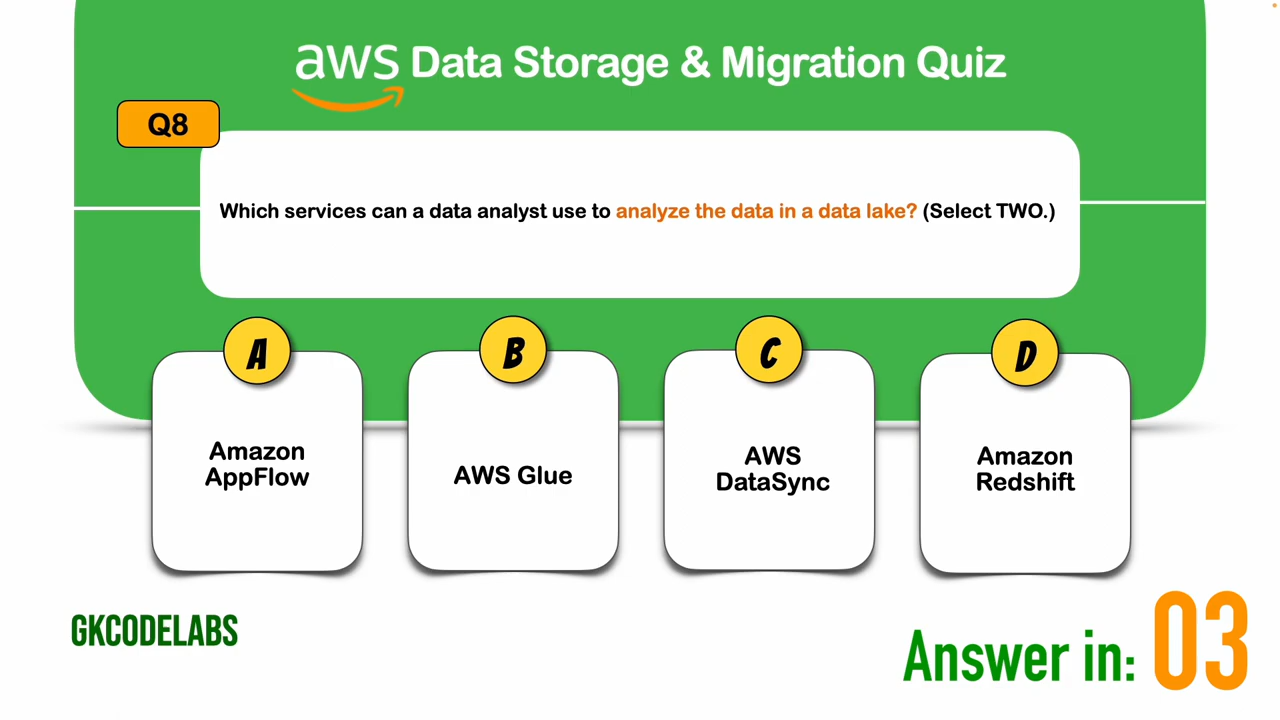 aws Data Storage & Migration Quiz
Q8
Which services can a data analyst use to analyze the data in a data lake? (Select TWO.)
A
Amazon
AppFlow
B
AWS Glue
C
AWS
DataSync
D
Amazon
Redshift
GKCODELABS
Answer in: 03